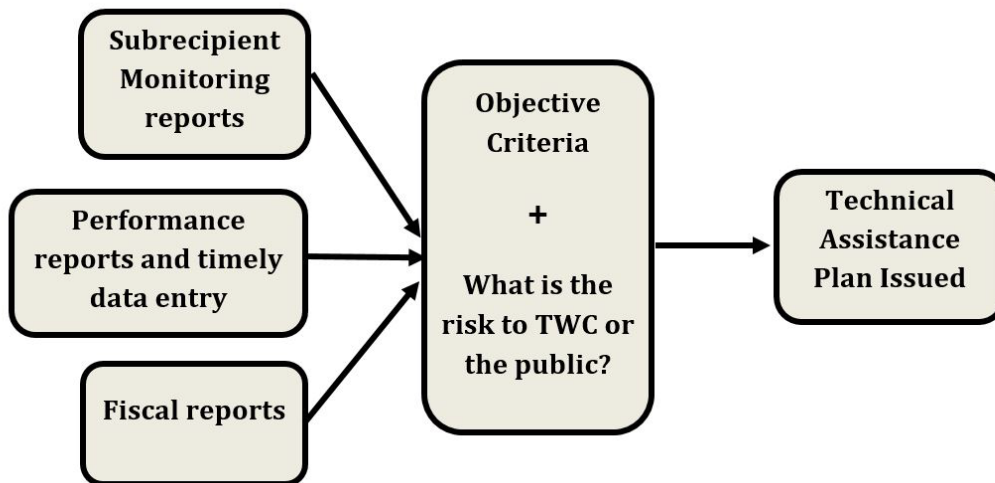 Subrecipient
Monitoring
reports
Performance
reports and timely
data entry
Fiscal reports
Objective
Criteria
+
What is the
risk to TWC or
the public?
Technical
Assistance
Plan Issued